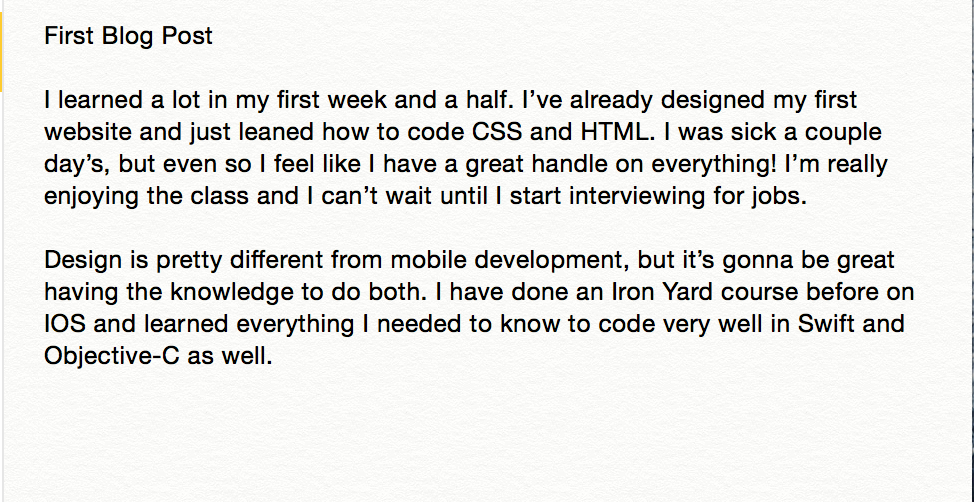 First Blog Post
I learned a lot in my first week and a half. I’ve already designed my first
website and just leaned how to code CSS and HTML. I was sick a couple
day’s, but even so I feel like I have a great handle on everything! I’m really
enjoying the class and I can’t wait until I start interviewing for jobs.
Design is pretty different from mobile development, but it’s gonna be great
having the knowledge to do both. I have done an Iron Yard course before on
IOS and learned everything I needed to know to code very well in Swift and
Objective-C as well.